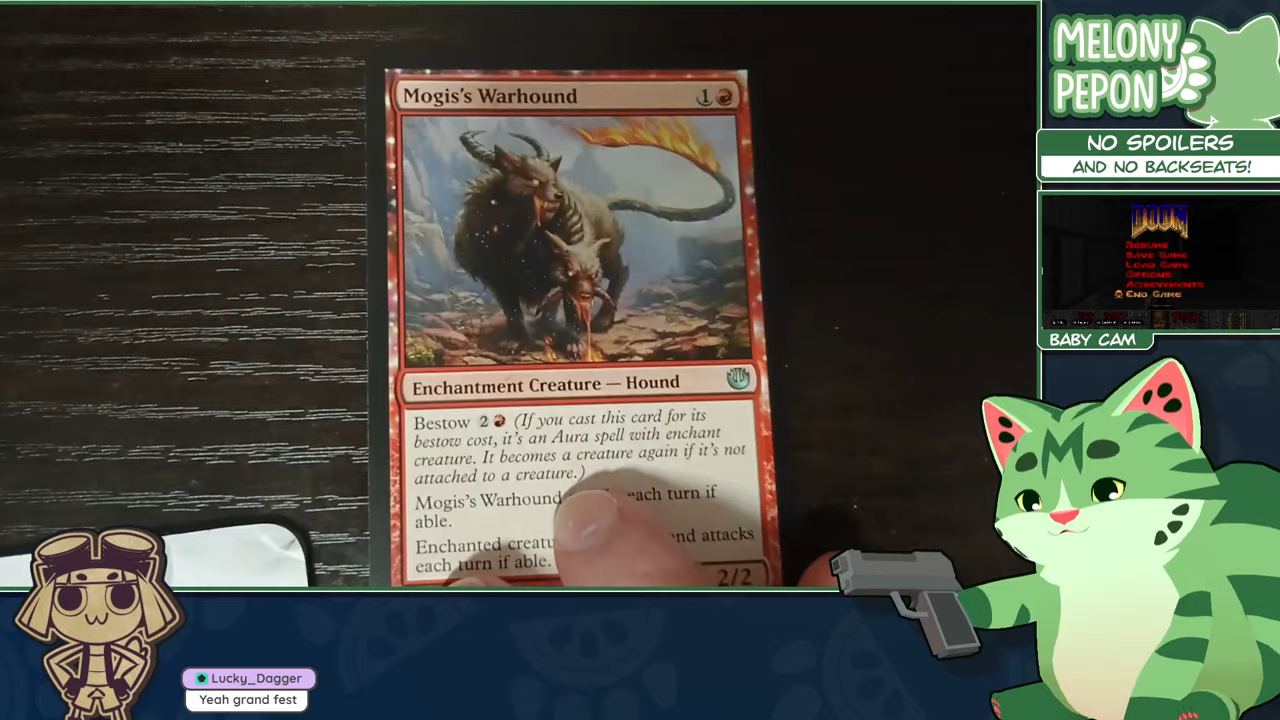 Mogis's Warhound 1
Enchantment Creature — Hound
Bestow 2 (If you cast this card for its
bestow cost, it's an Aura spell with enchant
creature. It becomes a creature again if it's not
attached to a creature.)
Mogis's Warhound each turn if
able.
Enchanted attacks
each turn if able.
2/2
MELONY
PEPON
NO SPOILERS
AND NO BACKSEATS!
DOOM
RESUME
SAVE GAME
LOAD GAME
OPTIONS
ACHIEVEMENTS
END GAME
BABY CAM
Lucky_Dagger
Yeah grand fest